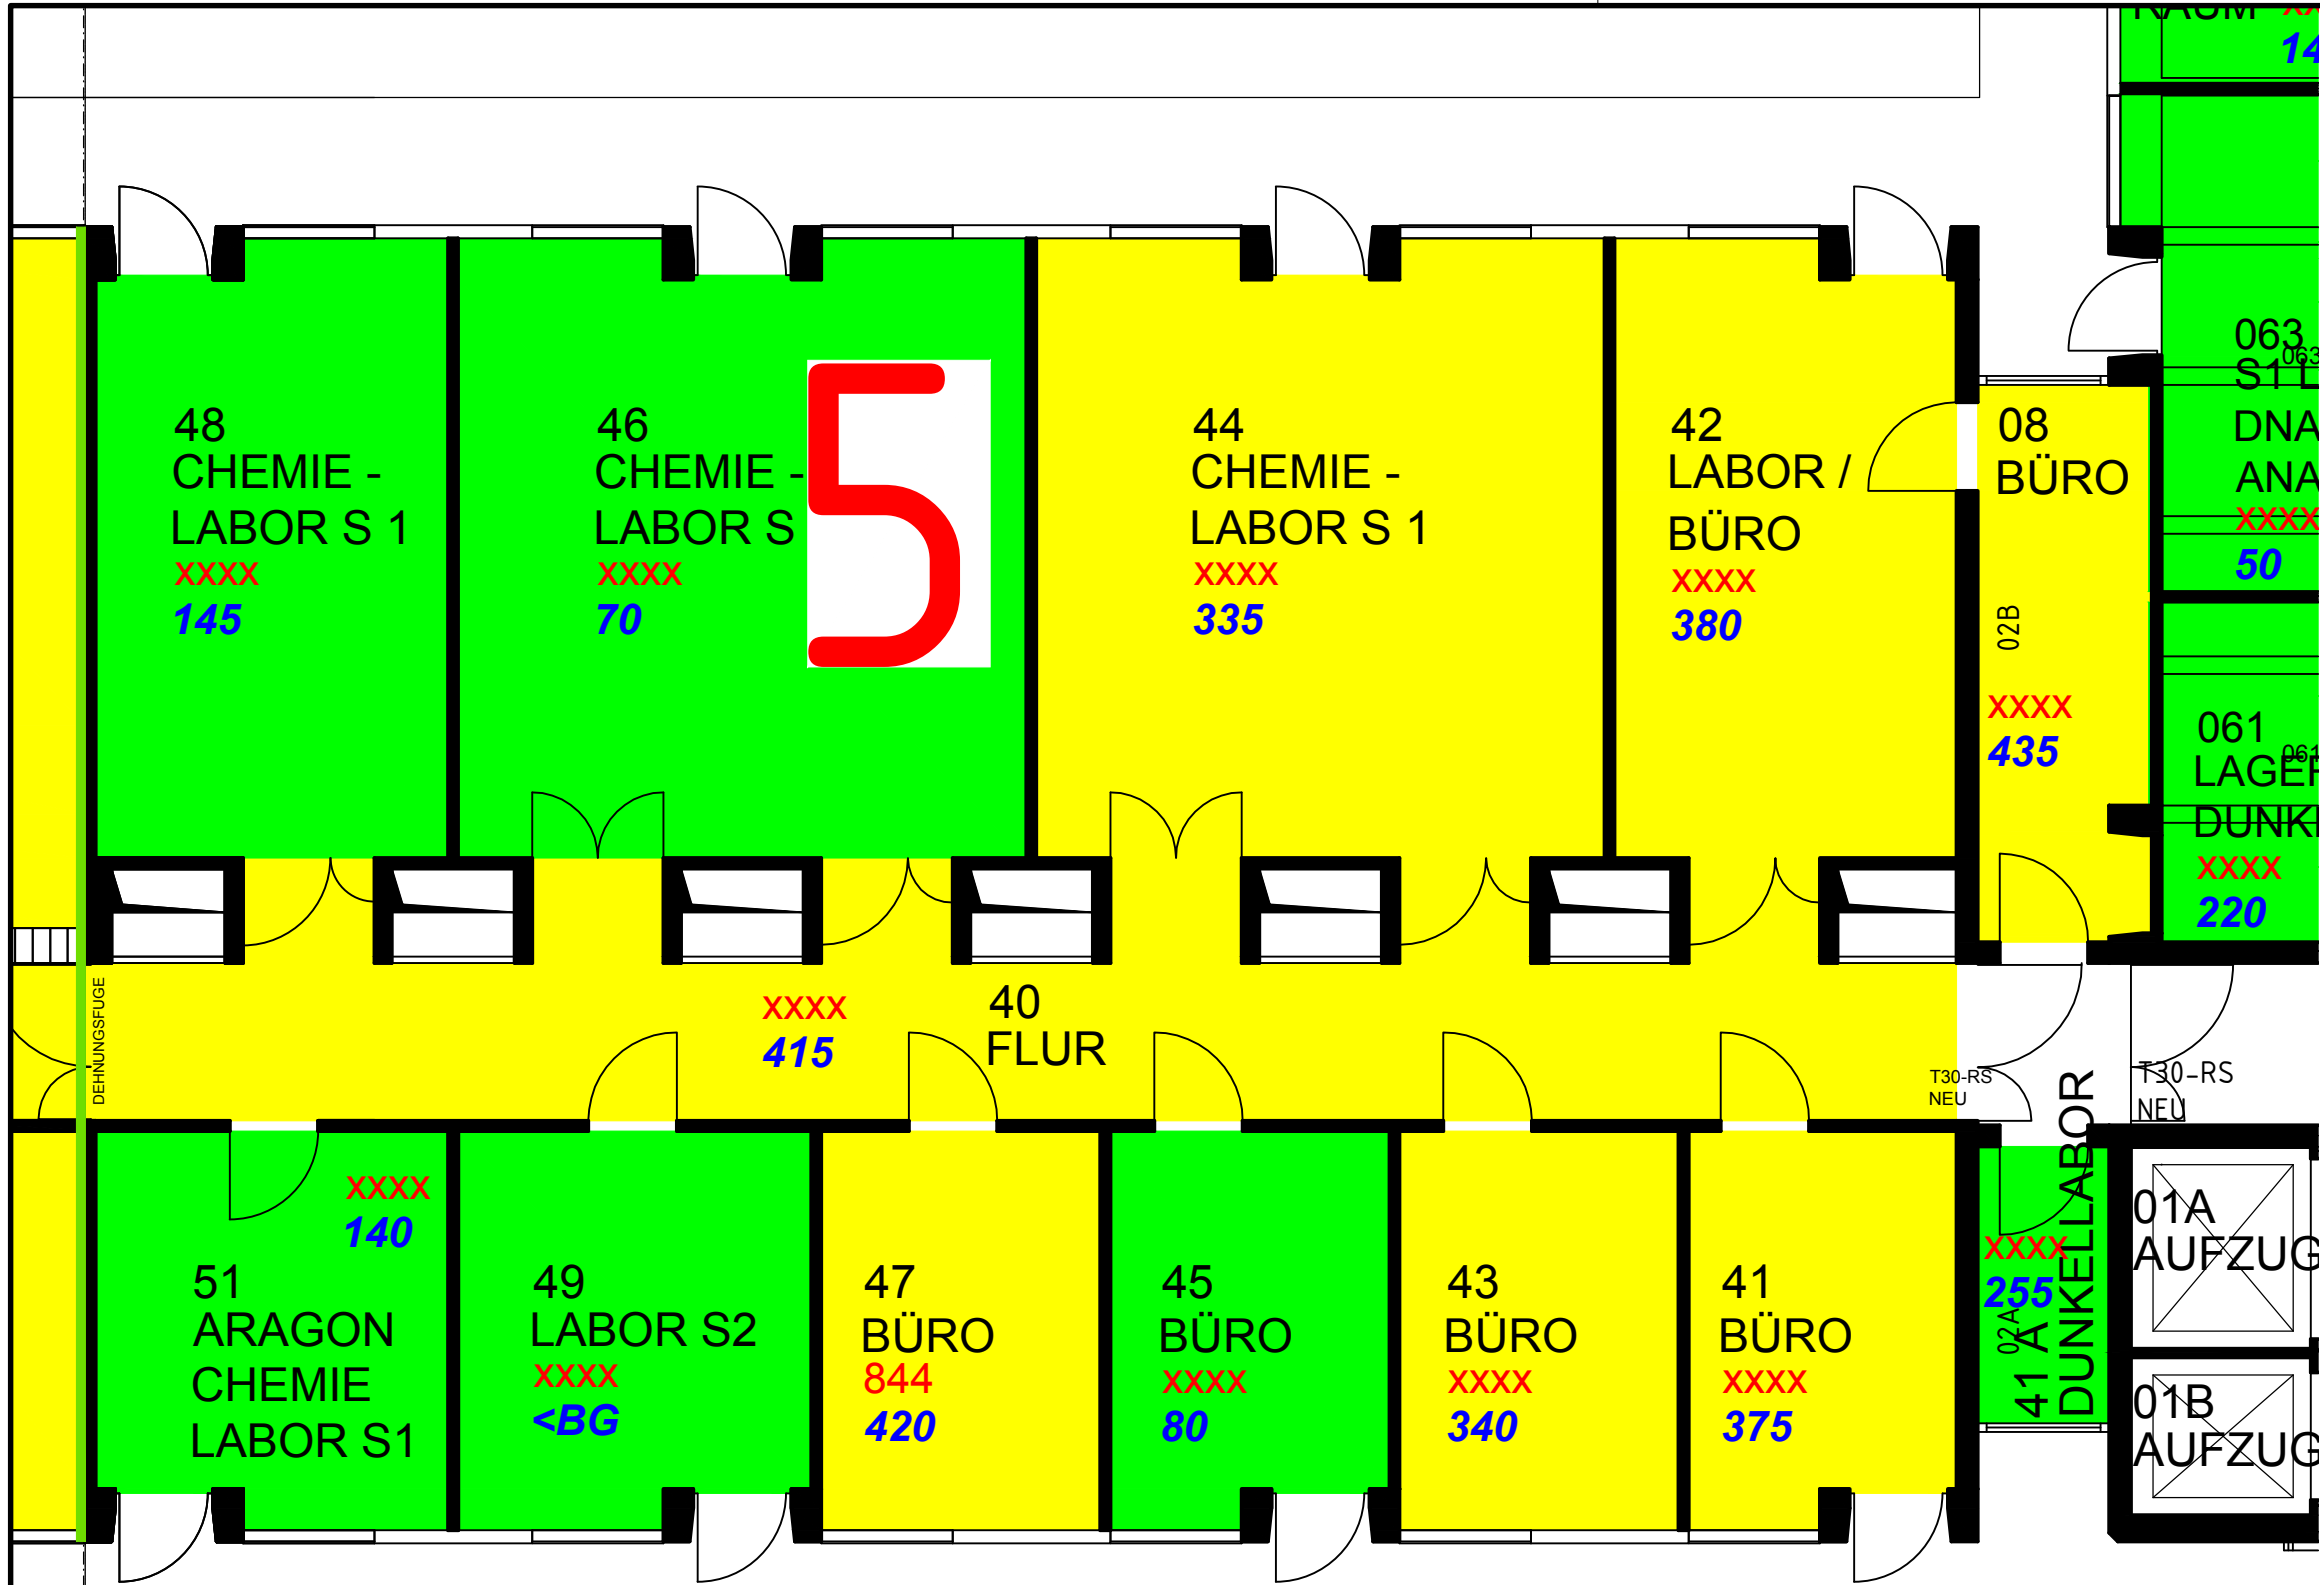 14
48
CHEMIE -
LABOR S 1
xxxx
145
46
CHEMIE -
LABOR S
xxxx
70
5
44
CHEMIE -
LABOR S 1
xxxx
335
42
LABOR /
BÜRO
xxxx
380
08
BÜRO
02B
xxxx
435
063
063
S1 L
DNA
ANA
xxxx
50
061
061
xxxx
220
DEHNUNGSFUGE
xxxx
415
40
FLUR
T30-RS
NEU
T30-RS
NEU
xxxx
140
51
ARAGON
CHEMIE
LABOR S1
49
LABOR S2
xxxx
<BG
47
BÜRO
844
420
45
BÜRO
xxxx
80
43
BÜRO
xxxx
340
41
BÜRO
xxxx
375
xxxx
255
02A
41 A
DUNKELLABOR
01A
AUFZUG
01B
AUFZUG